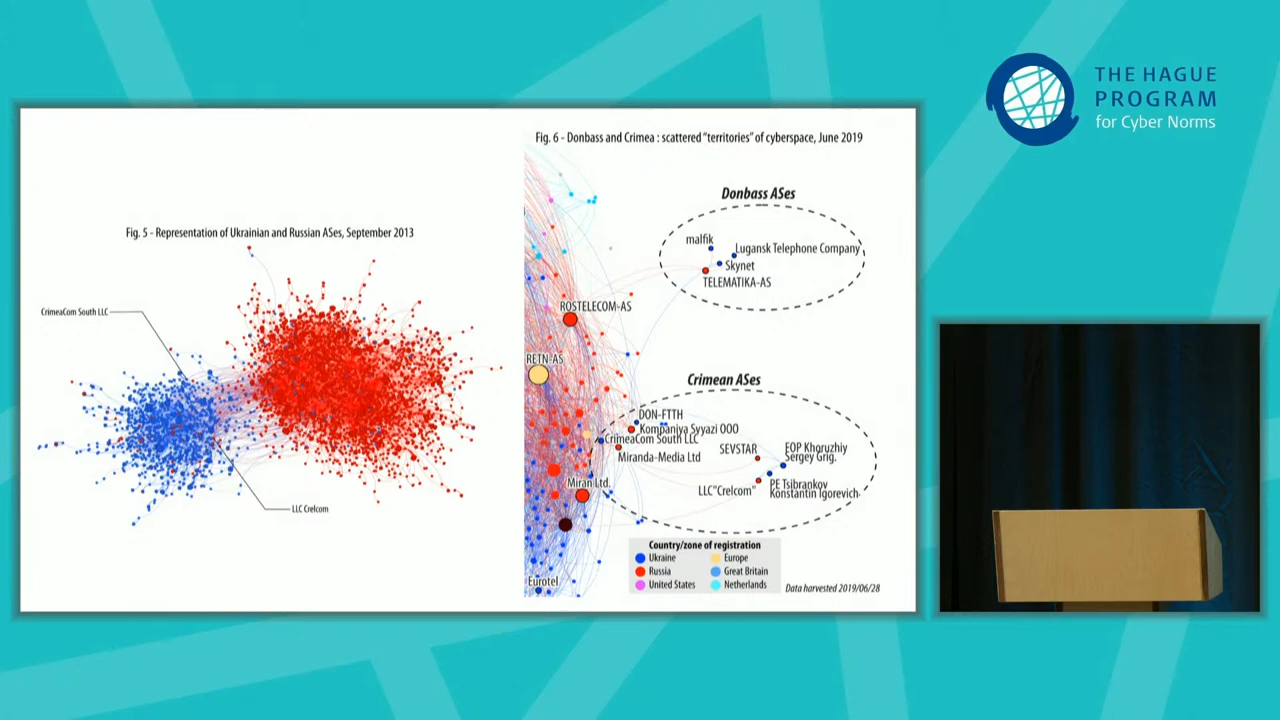 THE HAGUE
PROGRAM
for Cyber Norms
Fig. 5 - Representation of Ukrainian and Russian ASes, September 2013
CrimeaCom South LLC
LLC Crelcom
Fig. 6 - Donbass and Crimea : scattered "territories" of cyberspace, June 2019
Donbass ASes
malfik
Lugansk Telephone Company
Skynet
TELEMATIKA-AS
ROSTELECOM-AS
RETN-AS
Crimean ASes
DON-FTTH
Kompaniya Syyazi OOO
CrimeaCom South LLC
Miranda-Media Ltd
SEVSTAR
FOP Khoruzhiy
Sergey Grig.
Miran Ltd.
LLC"Crelcom"
PE Tsibrankov
Konstantin Igorevich
Eurotel
Country/zone of registration
Ukraine
Europe
Russia
Great Britain
United States
Netherlands
Data harvested 2019/06/28